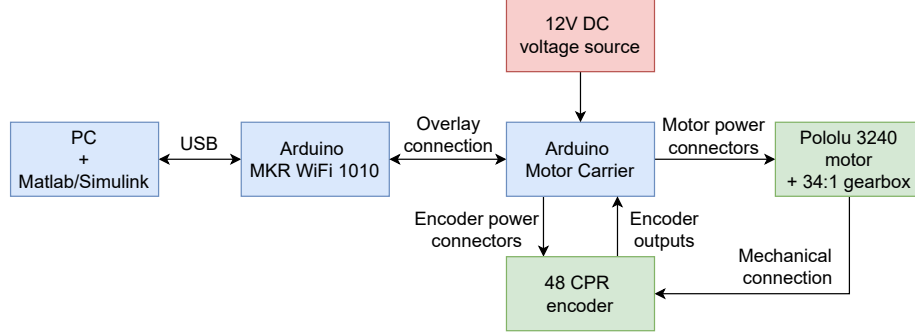 12V DC
voltage source
PC
+
Matlab/Simulink
USB
Arduino
MKR WiFi 1010
Overlay
connection
Arduino
Motor Carrier
Motor power
connectors
Pololu 3240
motor
+ 34:1 gearbox
Encoder power
connectors
Encoder
outputs
Mechanical
connection
48 CPR
encoder